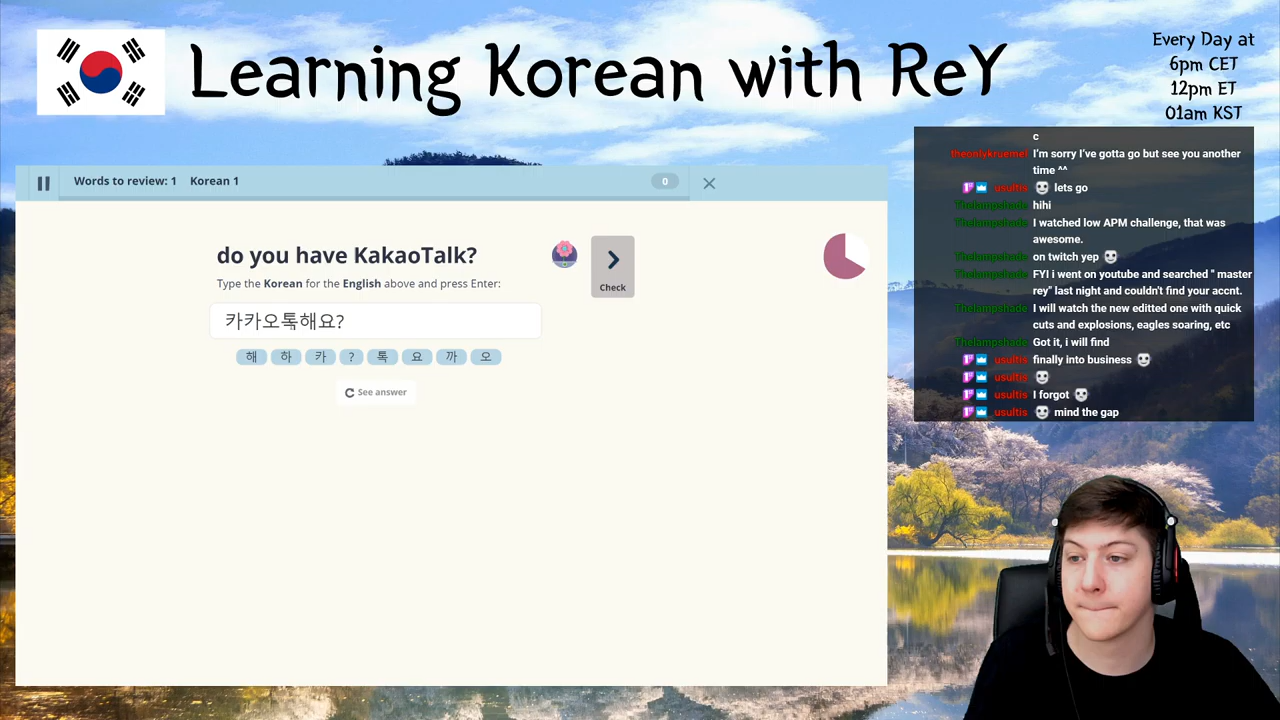 Learning Korean with ReY
Every Day at
6pm CET
12pm ET
01am KST
Words to review: 1 Korean 1
0
do you have KakaoTalk?
Type the Korean for the English above and press Enter:
카카오톡해요?
해 하 카 ? 톡 요 까 오
See answer
Check
c
theonlykruemel I'm sorry I've gotta go but see you another
time ^^
usultis lets go
Thelampshade hihi
Thelampshade I watched low APM challenge, that was
awesome.
Thelampshade on twitch yep
Thelampshade FYI i went on youtube and searched " master
rey" last night and couldn't find your accnt.
Thelampshade I will watch the new editted one with quick
cuts and explosions, eagles soaring, etc
Thelampshade Got it, i will find
usultis finally into business
usultis
usultis I forgot
usultis mind the gap